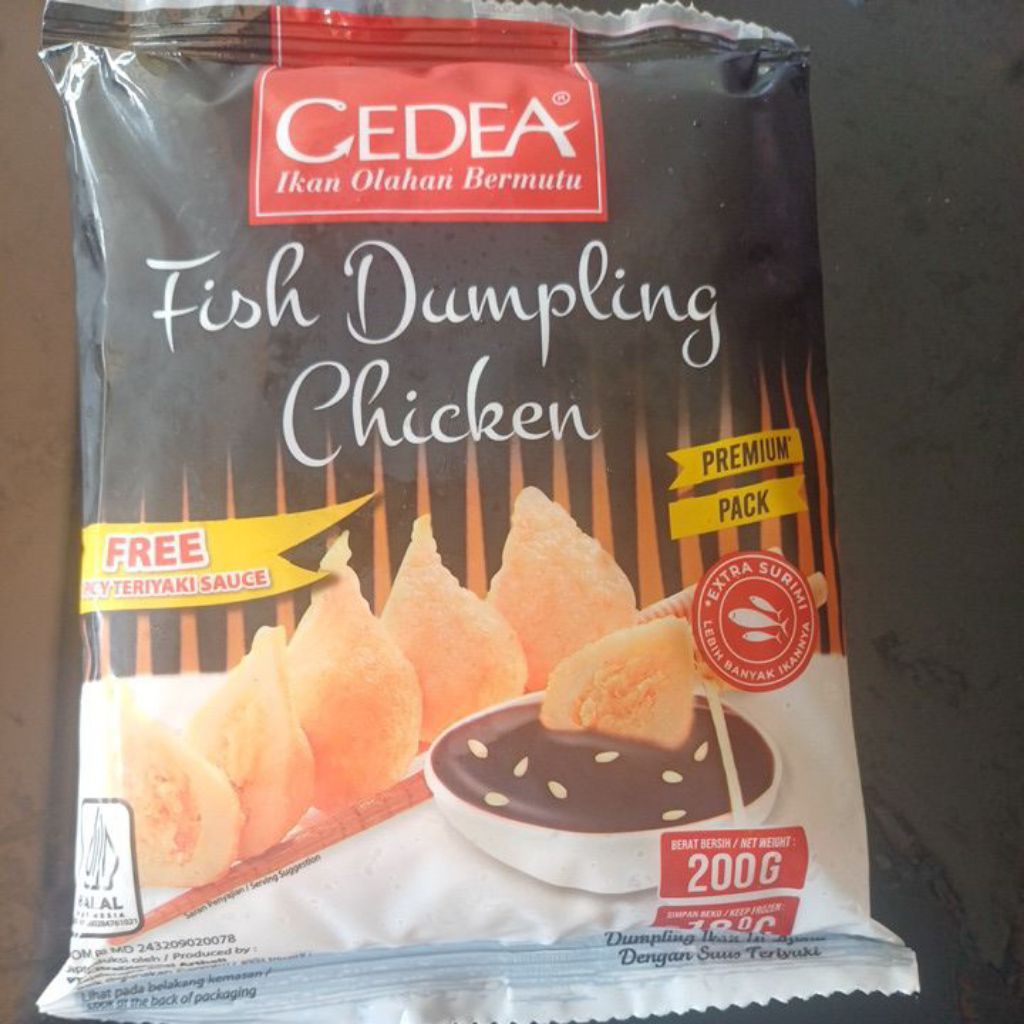 CEDEA®
Ikan Olahan Bermutu
Fish Dumpling
Chicken
PREMIUM
PACK
FREE
TERIYAKI SAUCE
EXTRA SURIMI
LEBIH BANYAK IKANNYA
BERAT BERSIH / NET WEIGHT :
200G
SIMPAN BEKU / KEEP FROZEN :
Saran Penyajian / Serving Suggestion
HALAL
MD 243209020078
oleh / Produced by :
Lihat pada belakang kemasan /
Look at the back of packaging
Dumpling Ikan
Dengan Saus Teriyaki